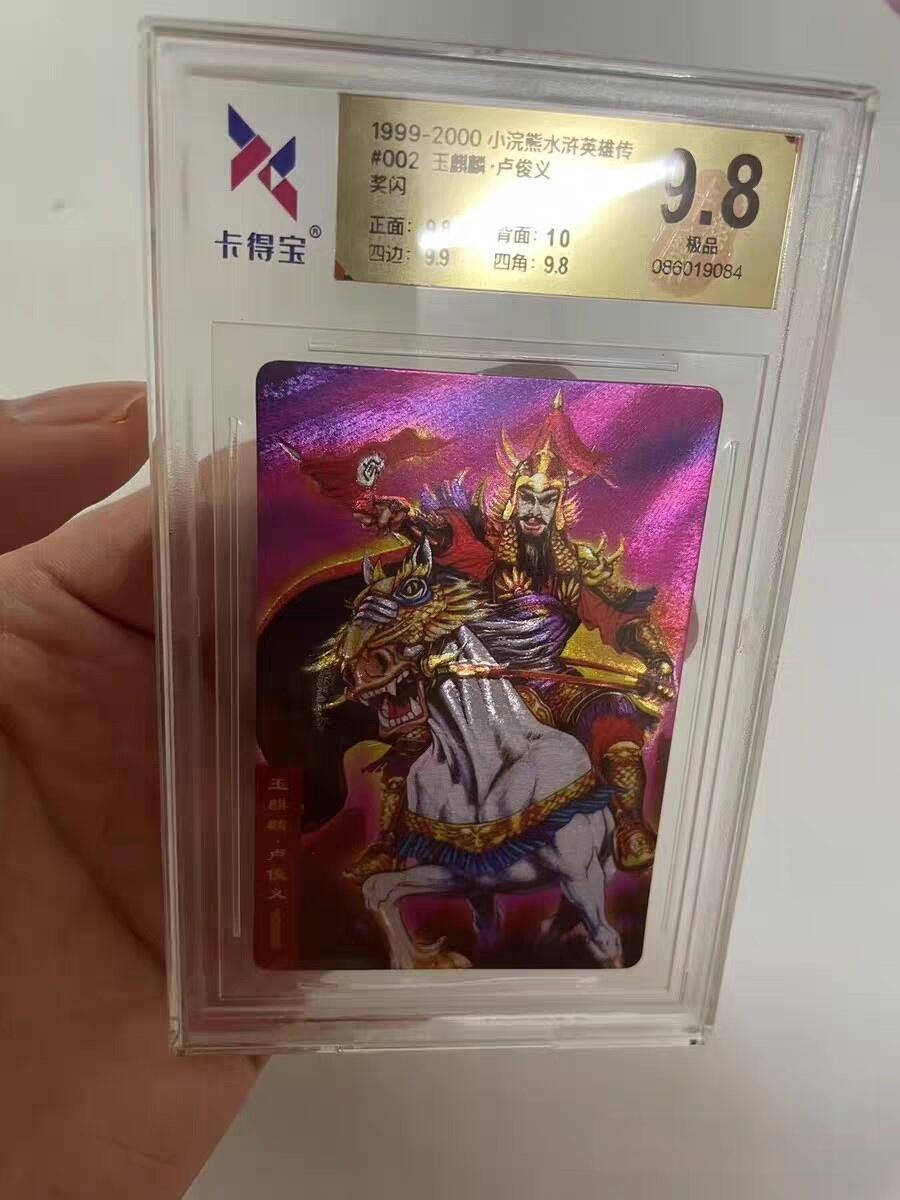 卡得宝®
1999-2000 小浣熊水浒英雄传
#002 玉麒麟·卢俊义
奖闪
正面: 9.8 背面: 10
四边: 9.9 四角: 9.8
9.8
极品
086019084
玉麒麟·卢俊义